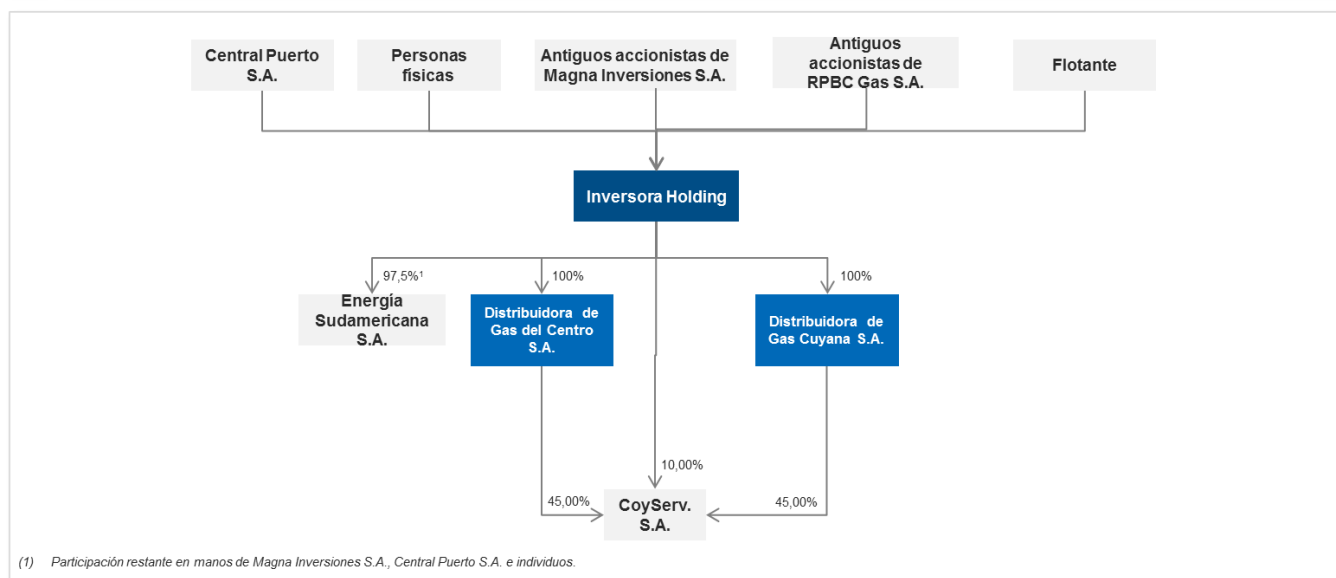 Central Puerto
S.A.
Personas
físicas
Antiguos accionistas de
Magna Inversiones S.A.
Antiguos
accionistas de
RPBC Gas S.A.
Flotante
Inversora Holding
97,5%¹
100%
100%
Energía
Sudamericana
S.A.
Distribuidora de
Gas del Centro
S.A.
Distribuidora de
Gas Cuyana S.A.
10,00%
45,00%
45,00%
CoyServ.
S.A.
(1) Participación restante en manos de Magna Inversiones S.A., Central Puerto S.A. e individuos.